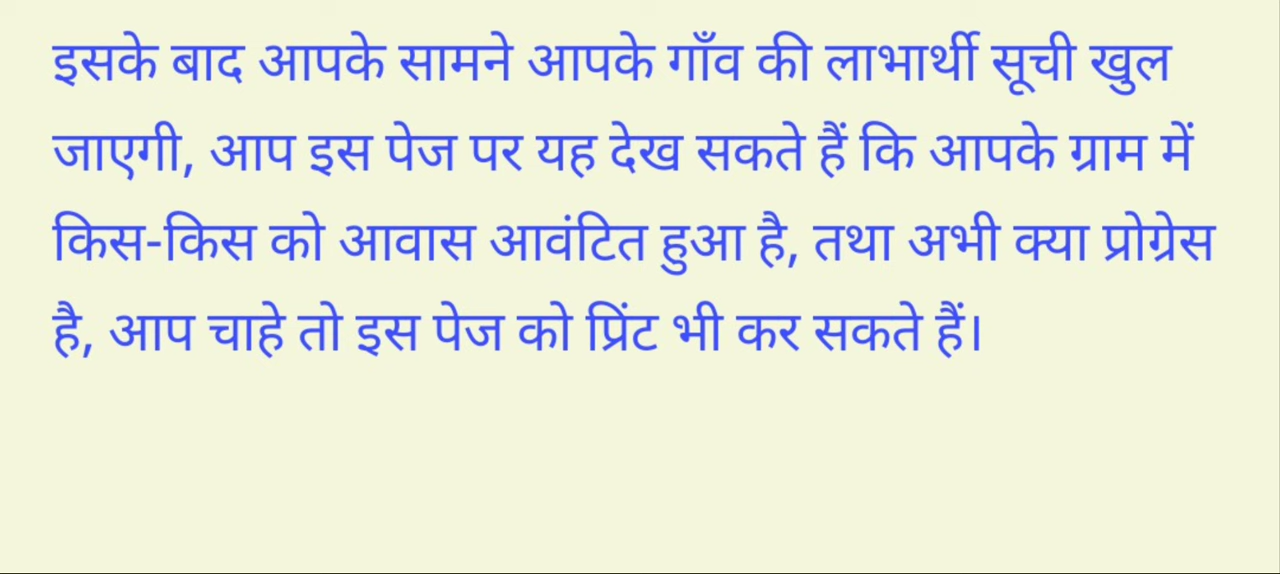 इसके बाद आपके सामने आपके गाँव की लाभार्थी सूची खुल
जाएगी, आप इस पेज पर यह देख सकते हैं कि आपके ग्राम में
किस-किस को आवास आवंटित हुआ है, तथा अभी क्या प्रोग्रेस
है, आप चाहे तो इस पेज को प्रिंट भी कर सकते हैं।